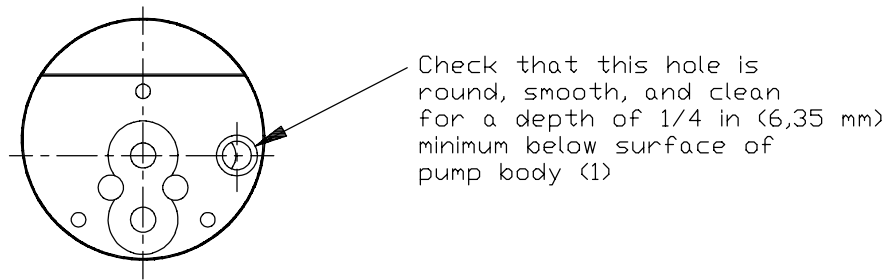 Check that this hole is
round, smooth, and clean
for a depth of 1/4 in (6,35 mm)
minimum below surface of
pump body (1)